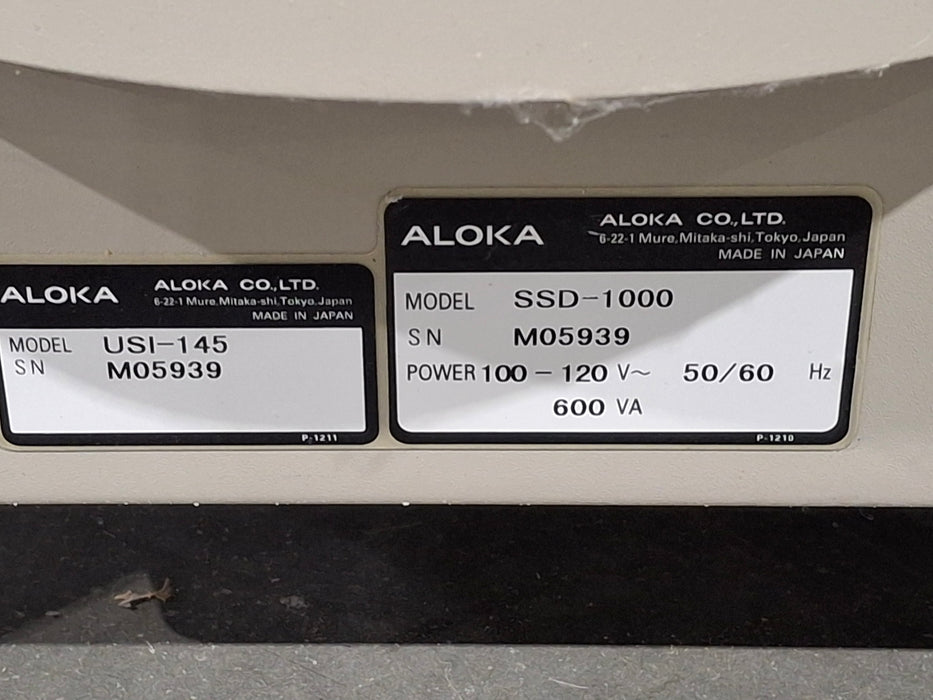 ALOKA
ALOKA CO.,LTD.
6-22-1 Mure,Mitaka-shi,Tokyo,Japan
MADE IN JAPAN
MODEL USI-145
SN M05939
P-1211
ALOKA
ALOKA CO.,LTD.
6-22-1 Mure,Mitaka-shi,Tokyo,Japan
MADE IN JAPAN
MODEL SSD-1000
SN M05939
POWER 100 - 120 V~ 50/60 Hz
600 VA
P-1210